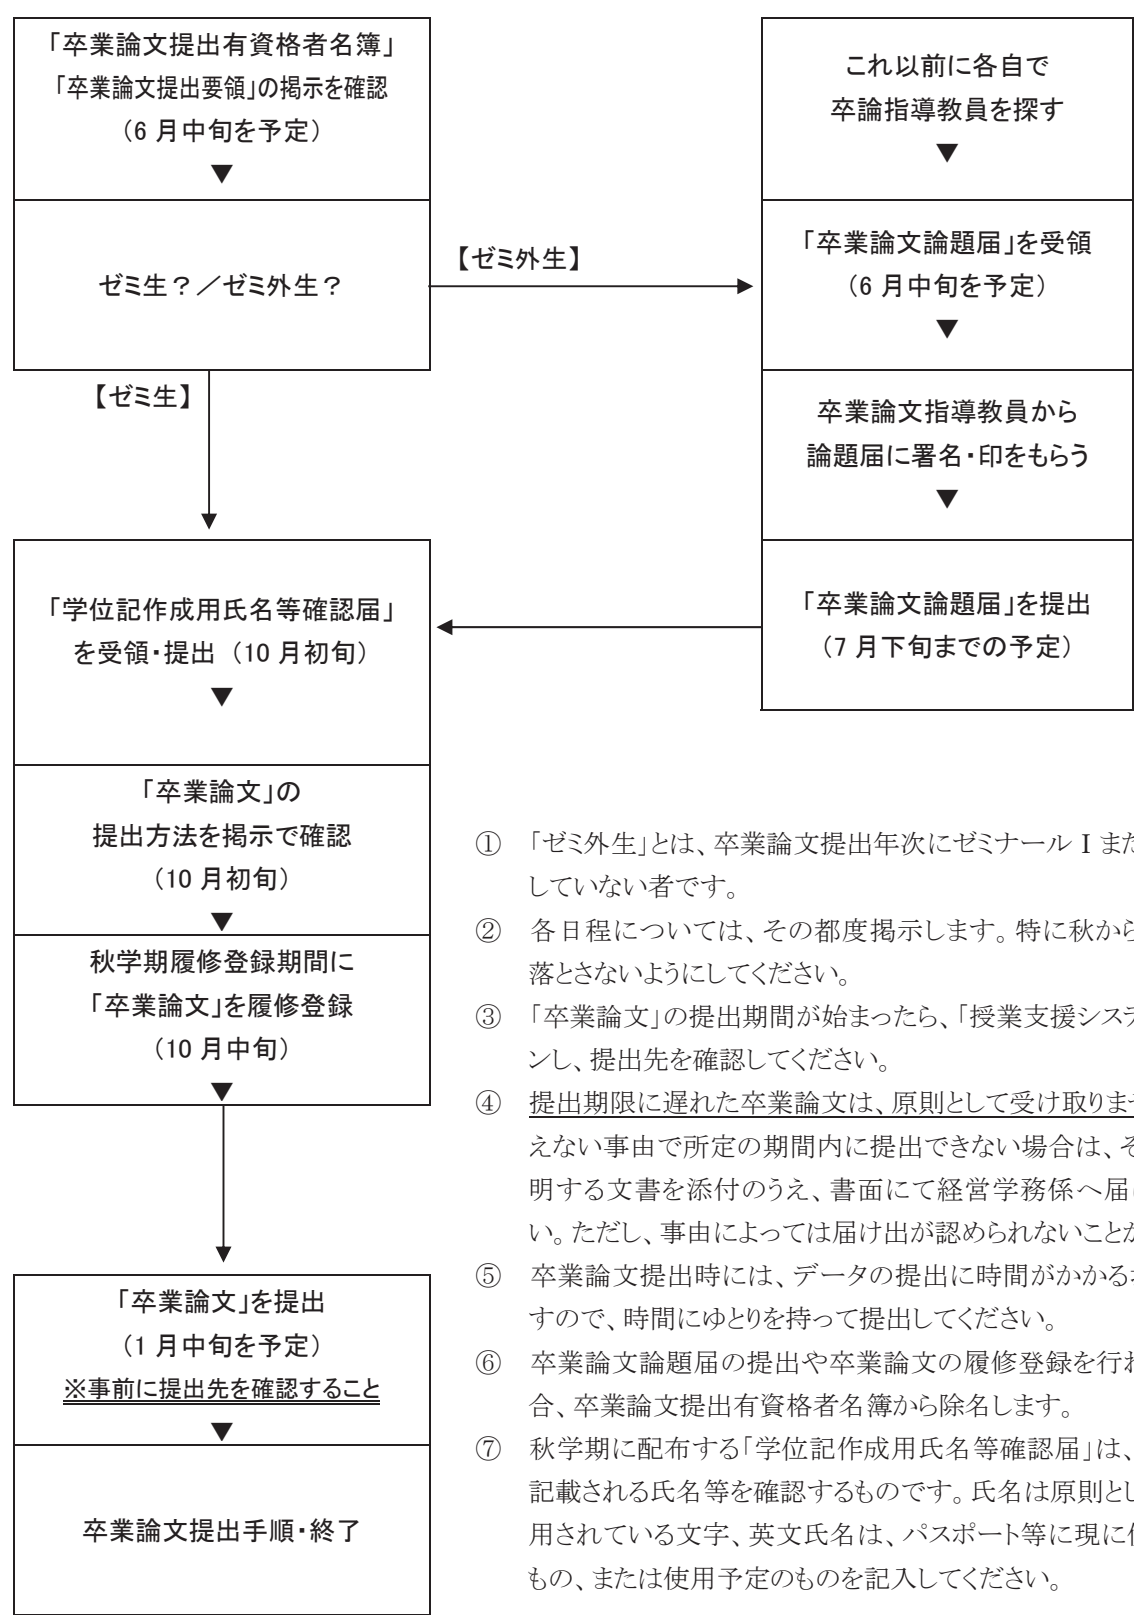 「卒業論文提出有資格者名簿」
「卒業論文提出要領」の掲示を確認
（6 月中旬を予定）
▼
ゼミ生？／ゼミ外生？
【ゼミ外生】
【ゼミ生】
これ以前に各自で
卒論指導教員を探す
▼
「卒業論文論題届」を受領
（6 月中旬を予定）
▼
卒業論文指導教員から
論題届に署名・印をもらう
▼
「卒業論文論題届」を提出
（7 月下旬までの予定）
「学位記作成用氏名等確認届」
を受領・提出（10 月初旬）
▼
「卒業論文」の
提出方法を掲示で確認
（10 月初旬）
▼
秋学期履修登録期間に
「卒業論文」を履修登録
（10 月中旬）
▼
「卒業論文」を提出
（1 月中旬を予定）
※事前に提出先を確認すること
▼
卒業論文提出手順・終了
① 「ゼミ外生」とは、卒業論文提出年次にゼミナールⅠまた
していない者です。
② 各日程については、その都度掲示します。特に秋から
落とさないようにしてください。
③ 「卒業論文」の提出期間が始まったら、「授業支援システ
ンし、提出先を確認してください。
④ 提出期限に遅れた卒業論文は、原則として受け取りませ
えない事由で所定の期間内に提出できない場合は、そ
明する文書を添付のうえ、書面にて経営学務係へ届
い。ただし、事由によっては届け出が認められないことが
⑤ 卒業論文提出時には、データの提出に時間がかかる
すので、時間にゆとりを持って提出してください。
⑥ 卒業論文論題届の提出や卒業論文の履修登録を行わ
合、卒業論文提出有資格者名簿から除名します。
⑦ 秋学期に配布する「学位記作成用氏名等確認届」は、
記載される氏名等を確認するものです。氏名は原則とし
用されている文字、英文氏名は、パスポート等に現に
もの、または使用予定のものを記入してください。